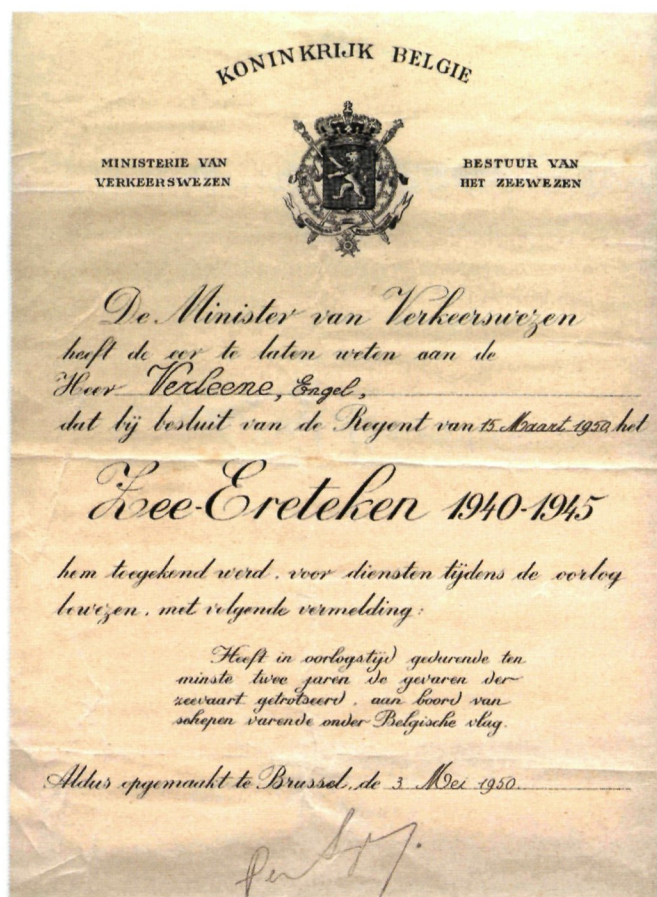 KONINKRIJK BELGIE
MINISTERIE VAN
VERKEERSWEZEN
BESTUUR VAN
HET ZEEWEZEN
De Minister van Verkeerswezen
heeft de eer te laten weten aan de
Heer Verleene, Engel,
dat bij besluit van de Regent van 15 Maart 1950, het
Zee-Ereteken 1940-1945
hem toegekend werd, voor diensten tijdens de oorlog
bewezen, met volgende vermelding:
Heeft in oorlogstijd gedurende ten
minste twee jaren de gevaren der
zeevaart getrotseerd, aan boord van
schepen varende onder Belgische vlag.
Aldus opgemaakt te Brussel, de 3 Mei 1950.